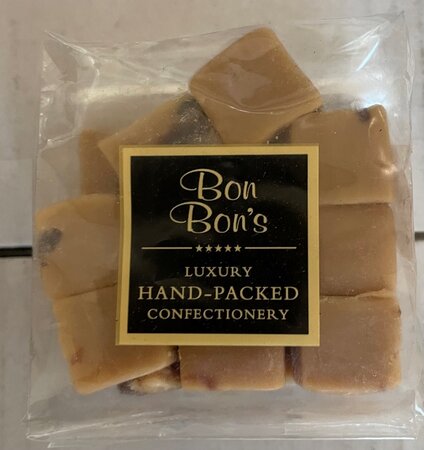 Bon
Bon's
LUXURY
HAND-PACKED
CONFECTIONERY